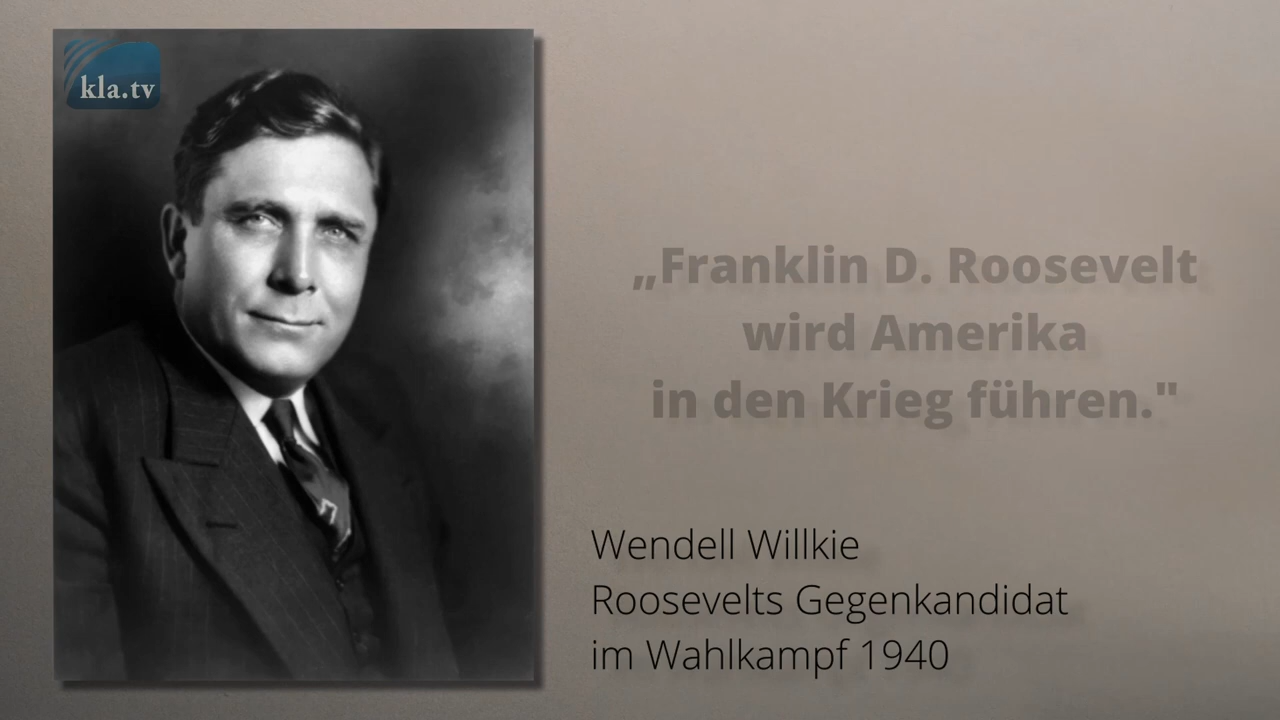 kla.tv
„Franklin D. Roosevelt
wird Amerika
in den Krieg führen."
Wendell Willkie
Roosevelts Gegenkandidat
im Wahlkampf 1940